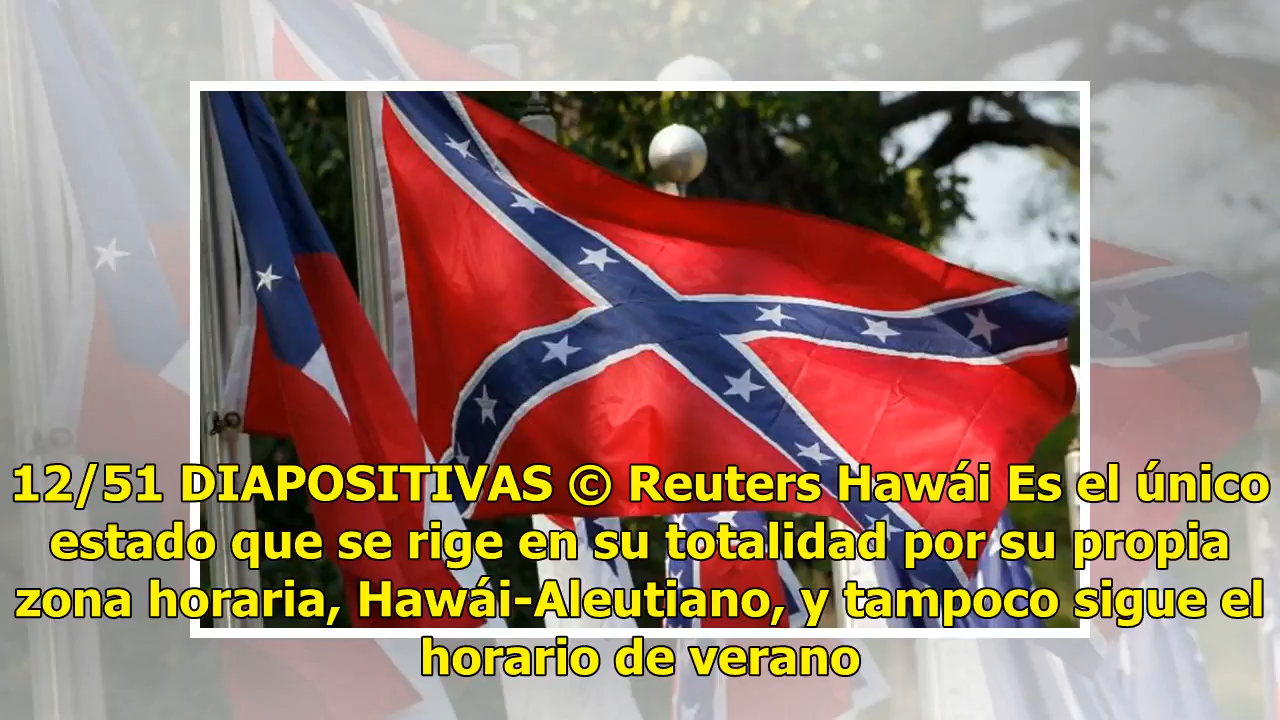 12/51 DIAPOSITIVAS © Reuters Hawái Es el único
estado que se rige en su totalidad por su propia
zona horaria, Hawái-Aleutiano, y tampoco sigue el
horario de verano